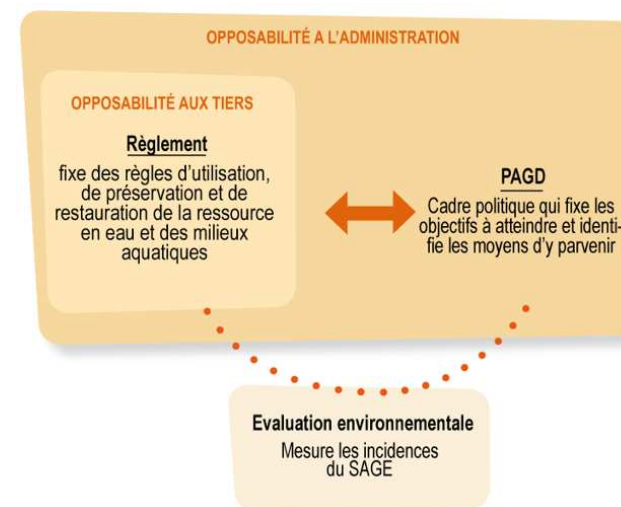 OPPOSABILITÉ A L'ADMINISTRATION
OPPOSABILITÉ AUX TIERS
Règlement
fixe des règles d'utilisation,
de préservation et de
restauration de la ressource
en eau et des milieux
aquatiques
PAGD
Cadre politique qui fixe les
objectifs à atteindre et identi-
fie les moyens d'y parvenir
Evaluation environnementale
Mesure les incidences
du SAGE